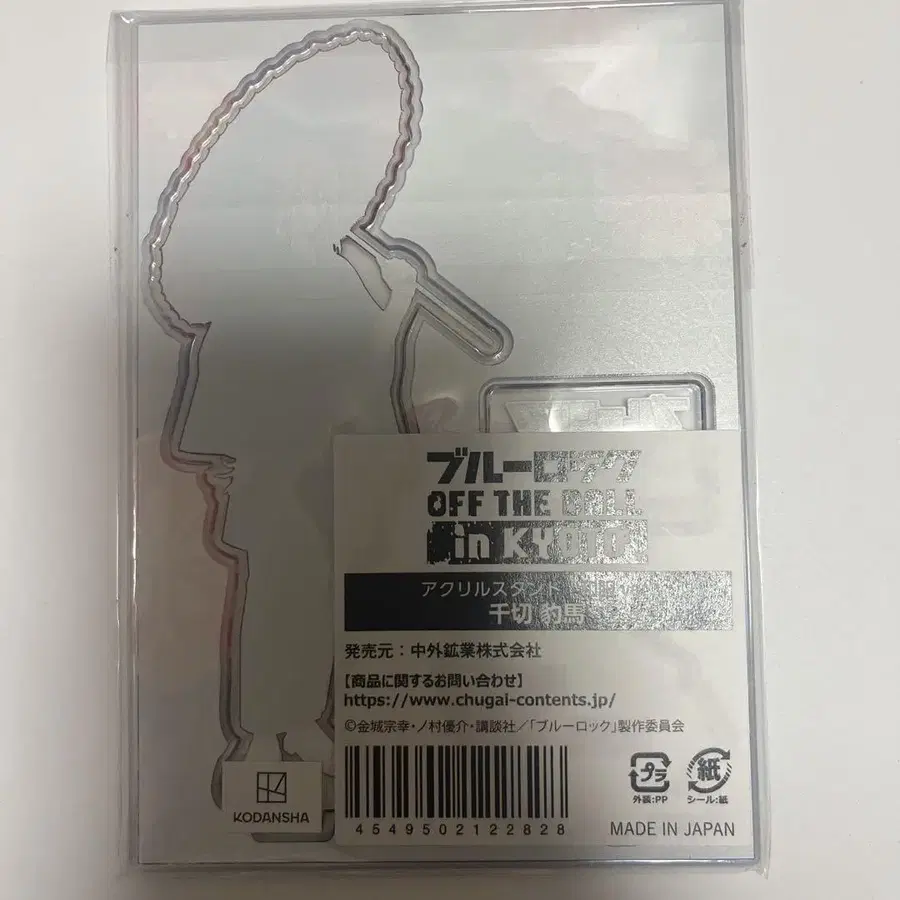 ブルーロック
OFF THE BALL
in KYOTO
アクリルスタンド
千切 豹馬
発売元：中外鉱業株式会社
【商品に関するお問い合わせ】
https://www.chugai-contents.jp/
©金城宗幸・ノ村優介・講談社／「ブルーロック」製作委員会
KODANSHA
4549502122828
プラ
外装:PP
紙
シール:紙
MADE IN JAPAN